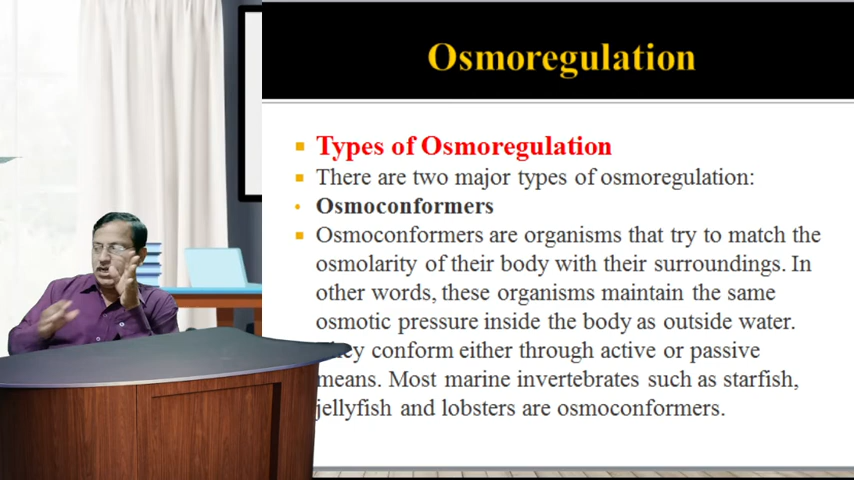 Osmoregulation
Types of Osmoregulation
There are two major types of osmoregulation:
Osmoconformers
Osmoconformers are organisms that try to match the
osmolarity of their body with their surroundings. In
other words, these organisms maintain the same
osmotic pressure inside the body as outside water.
They conform either through active or passive
means. Most marine invertebrates such as starfish,
jellyfish and lobsters are osmoconformers.